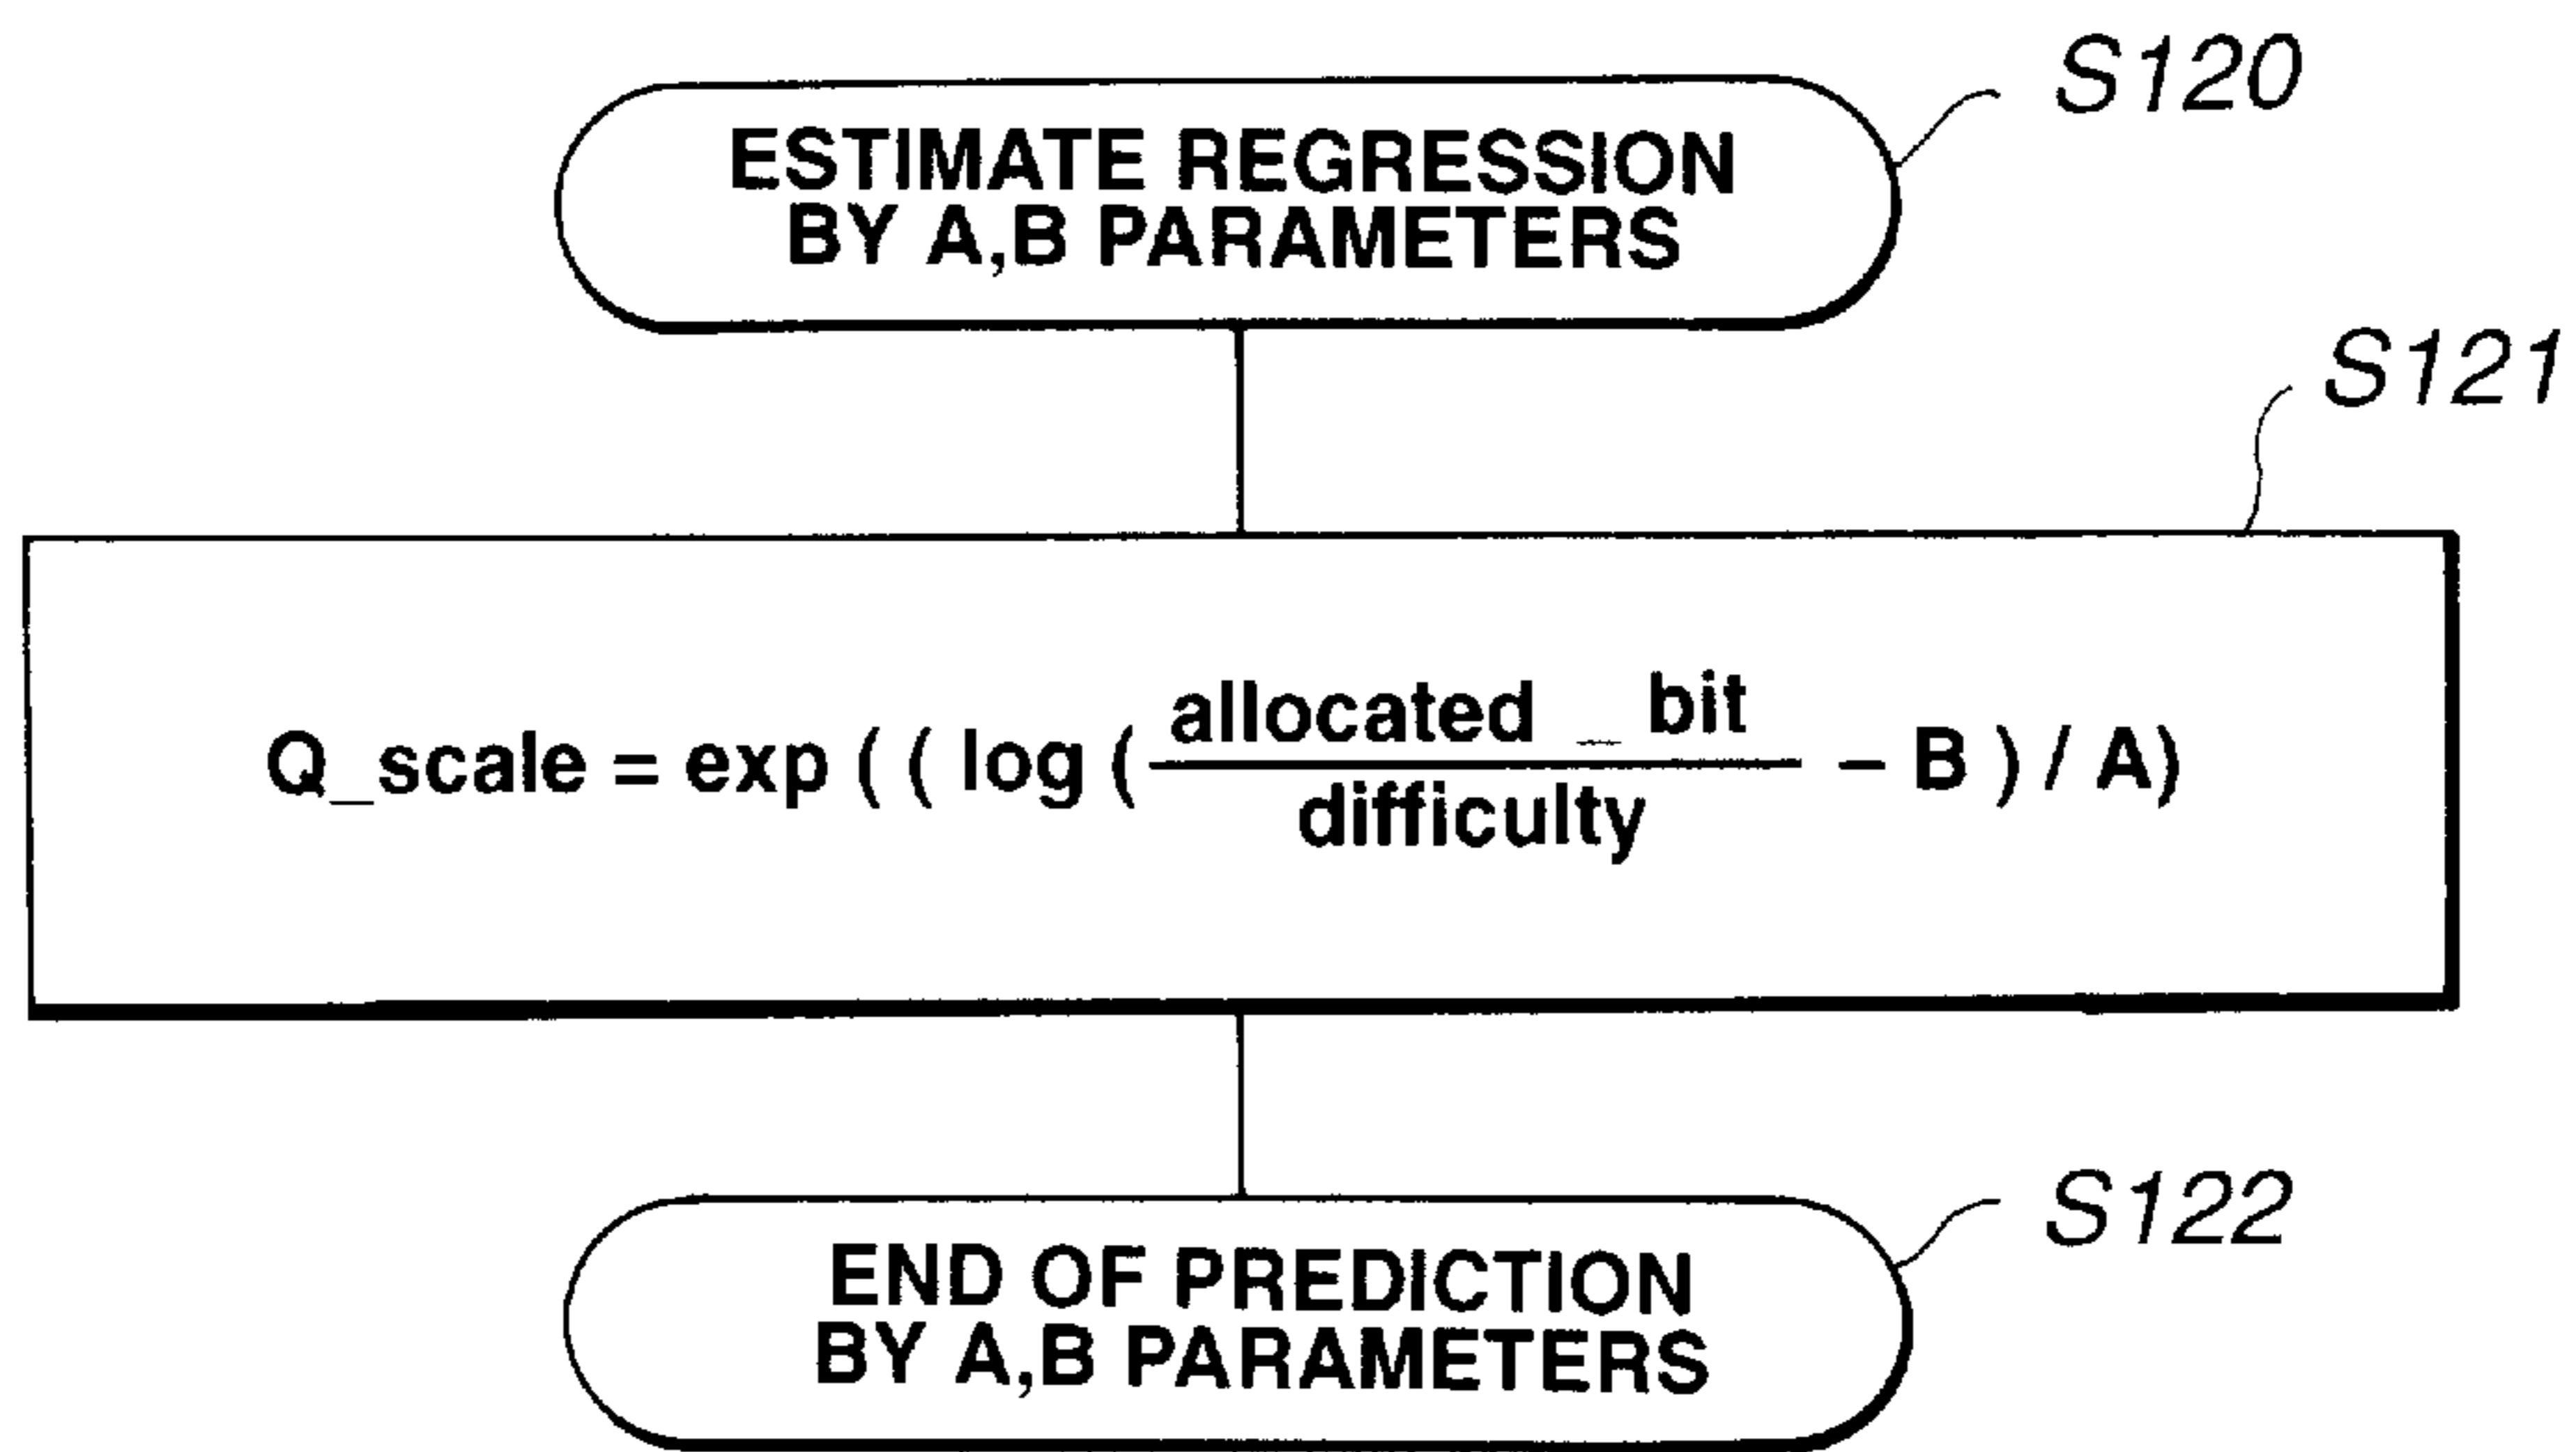 S120
ESTIMATE REGRESSION
BY A,B PARAMETERS
S121
Q_scale = exp ( ( log ( allocated _ bit / difficulty - B ) / A)
S122
END OF PREDICTION
BY A,B PARAMETERS